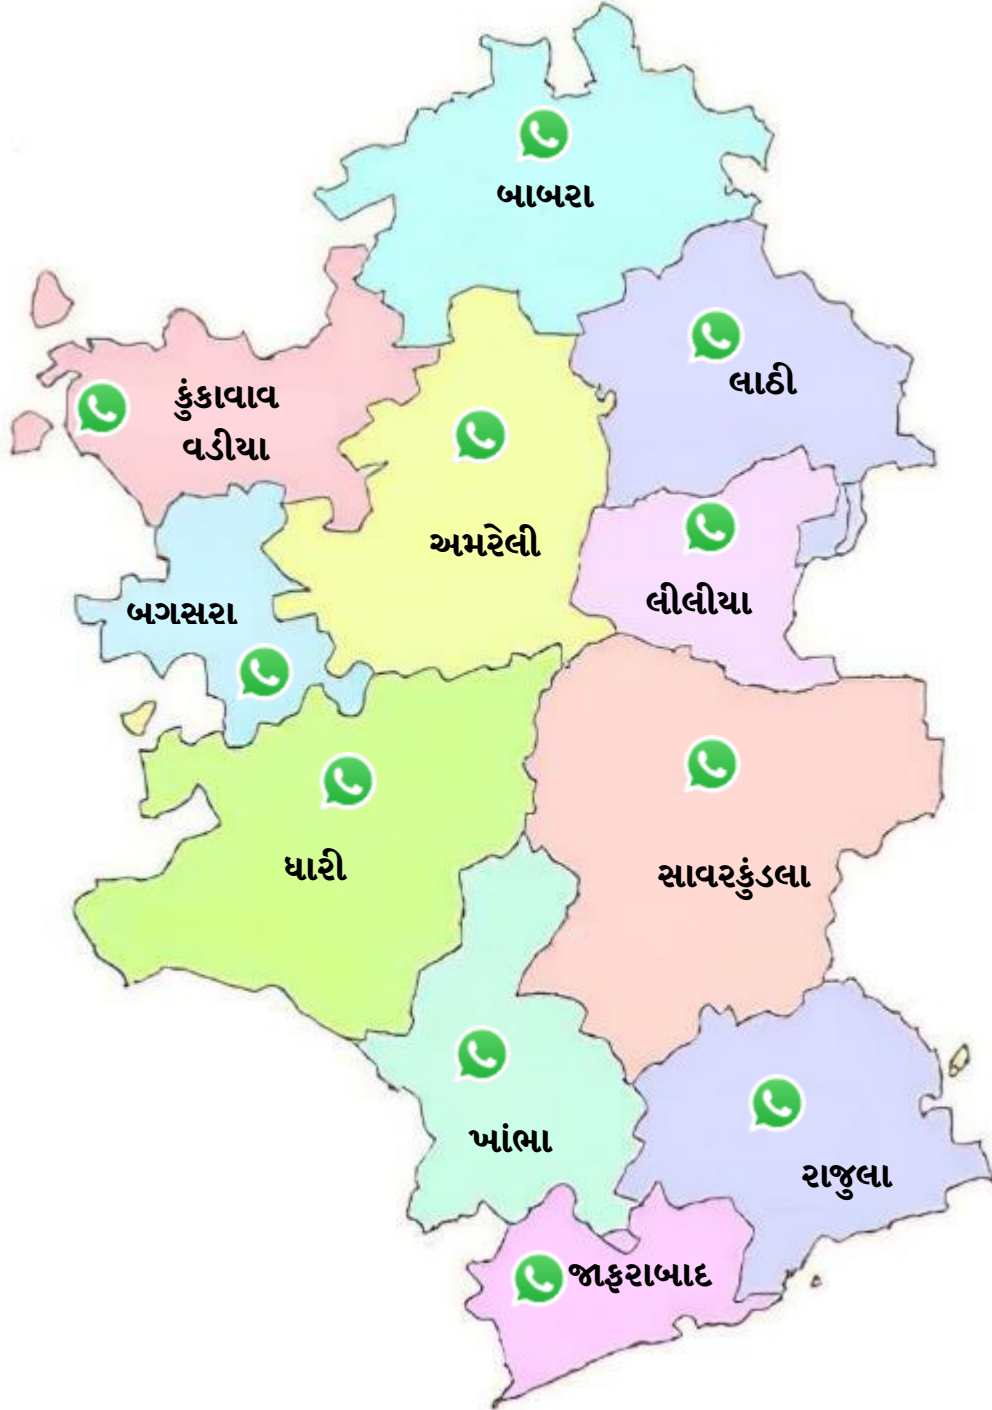 બાબરા
લાઠી
કુંકાવાવ
વડીયા
અમરેલી
લીલીયા
બગસરા
ધારી
સાવરકુંડલા
ખાંભા
રાજુલા
જાફરાબાદ